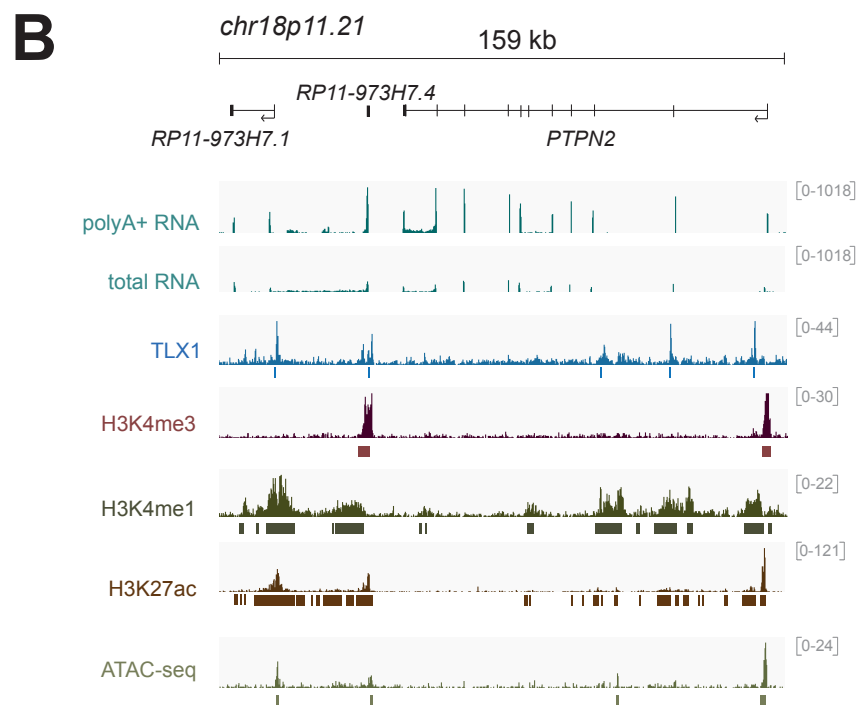 B
chr18p11.21
159 kb
RP11-973H7.4
RP11-973H7.1
PTPN2
polyA+ RNA
[0-1018]
total RNA
[0-1018]
TLX1
[0-44]
H3K4me3
[0-30]
H3K4me1
[0-22]
H3K27ac
[0-121]
ATAC-seq
[0-24]